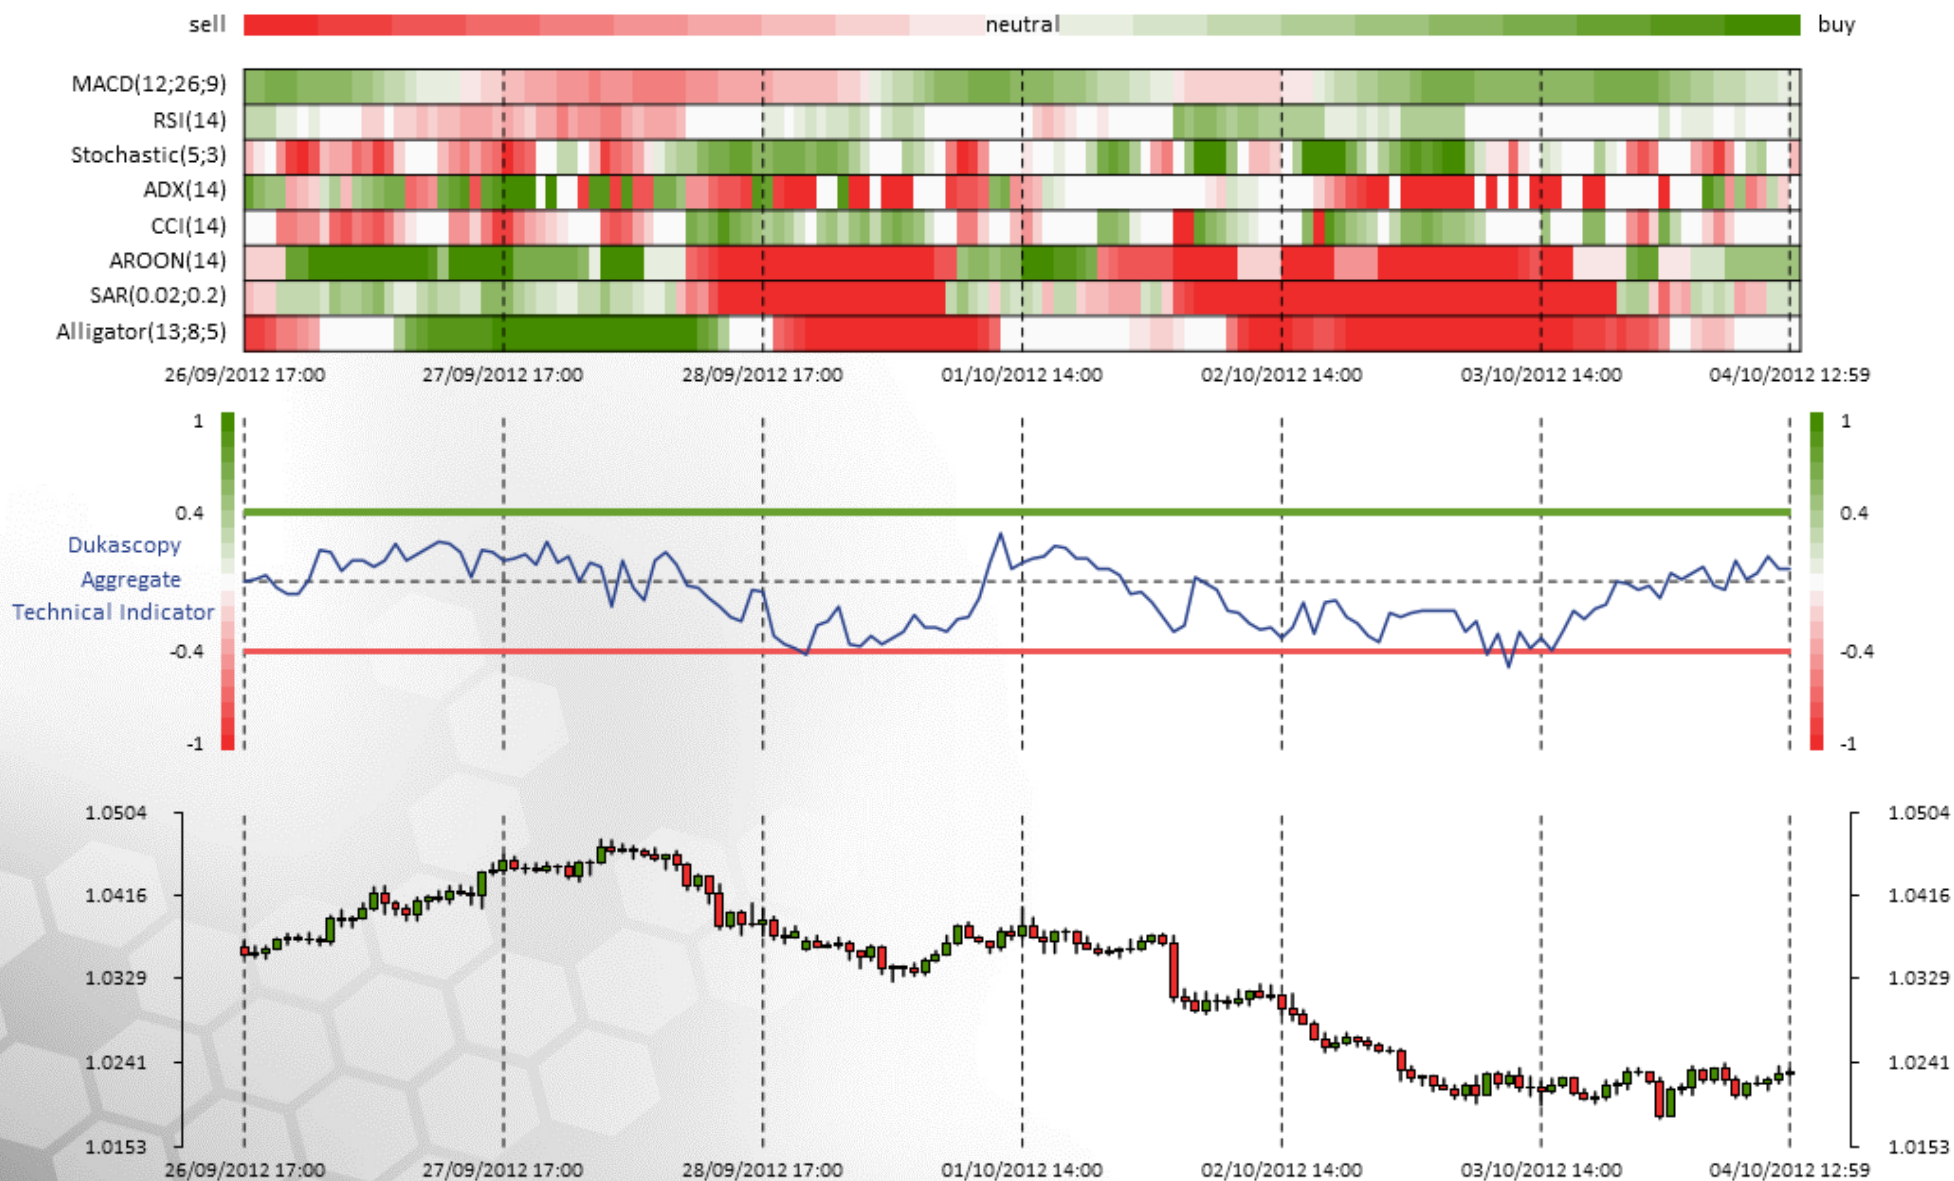 sell neutral buy
MACD(12;26;9)
RSI(14)
Stochastic(5;3)
ADX(14)
CCI(14)
AROON(14)
SAR(0.02;0.2)
Alligator(13;8;5)
26/09/2012 17:00 27/09/2012 17:00 28/09/2012 17:00 01/10/2012 14:00 02/10/2012 14:00 03/10/2012 14:00 04/10/2012 12:59
1 1
0.4 0.4
Dukascopy
Aggregate
Technical Indicator
-0.4 -0.4
-1 -1
1.0504 1.0504
1.0416 1.0416
1.0329 1.0329
1.0241 1.0241
1.0153 1.0153
26/09/2012 17:00 27/09/2012 17:00 28/09/2012 17:00 01/10/2012 14:00 02/10/2012 14:00 03/10/2012 14:00 04/10/2012 12:59